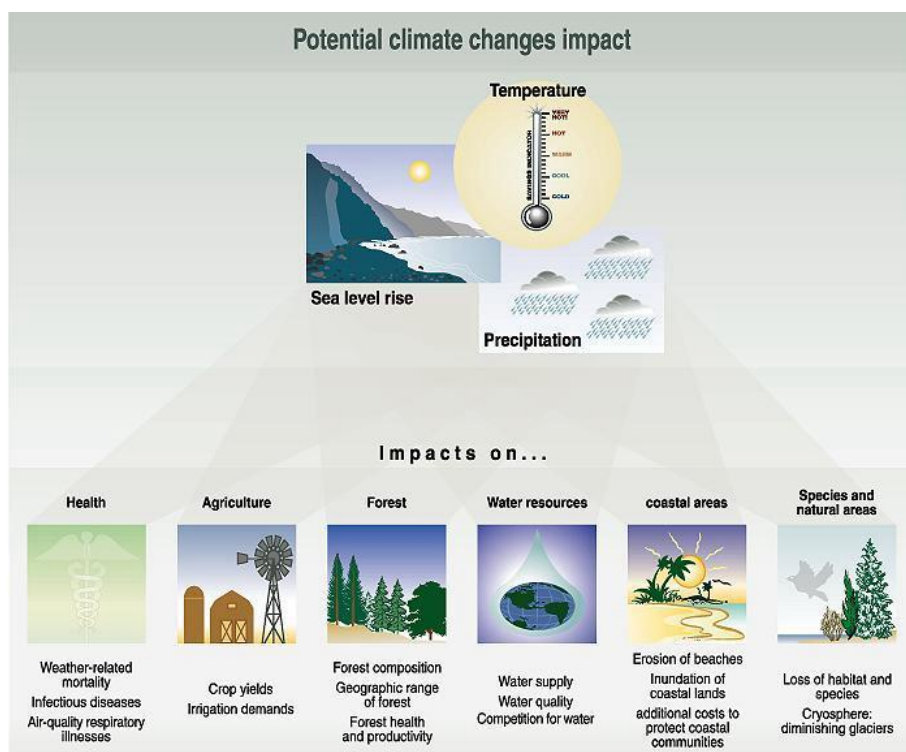 Potential climate changes impact
Temperature
VERY
HOT!
HOT
WARM
COOL
COLD
Sea level rise
Precipitation
Impacts on...
Health
Agriculture
Forest
Water resources
coastal areas
Species and
natural areas
Weather-related
mortality
Infectious diseases
Air-quality respiratory
illnesses
Crop yields
Irrigation demands
Forest composition
Geographic range
of forest
Forest health
and productivity
Water supply
Water quality
Competition for water
Erosion of beaches
Inundation of
coastal lands
additional costs to
protect coastal
communities
Loss of habitat and
species
Cryosphere:
diminishing glaciers